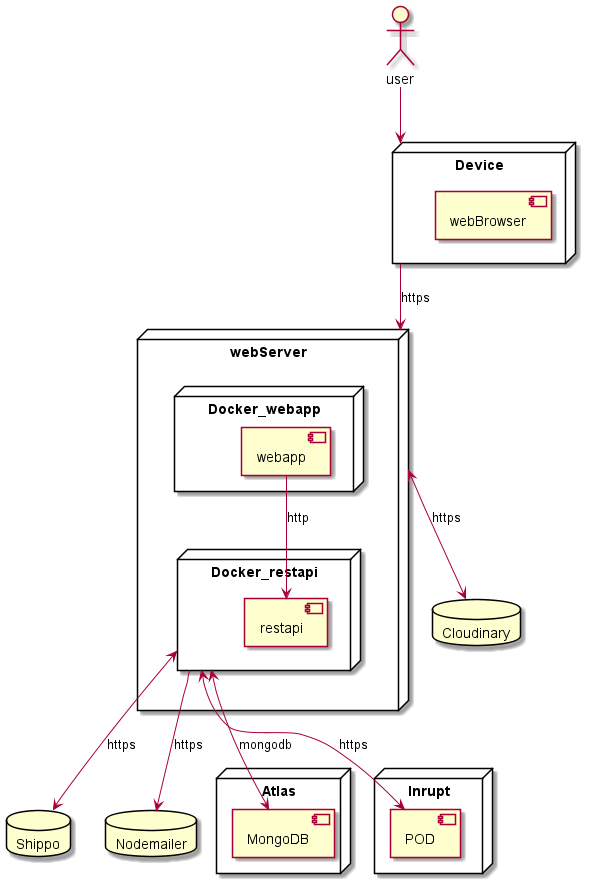 user
Device
webBrowser
https
webServer
Docker_webapp
webapp
http
https
Docker_restapi
restapi
Cloudinary
https
https
mongodb
https
Atlas
Inrupt
Shippo
Nodemailer
MongoDB
POD